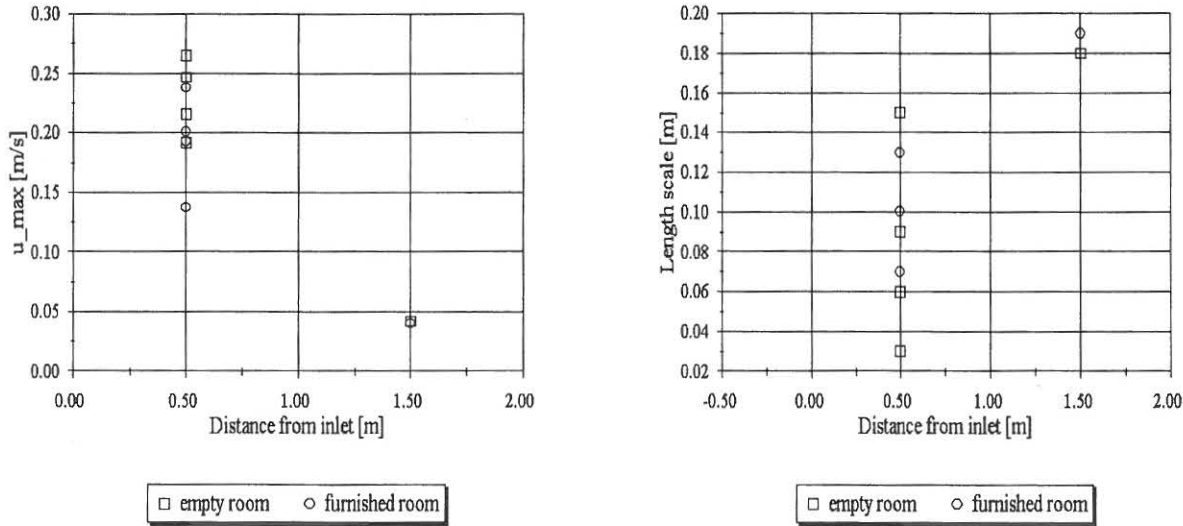 0.30
0.25
0.20
0.15
0.10
0.05
0.00
u_max [m/s]
0.00 0.50 1.00 1.50 2.00
Distance from inlet [m]
empty room furnished room
0.20
0.18
0.16
0.14
0.12
0.10
0.08
0.06
0.04
0.02
Length scale [m]
-0.50 0.00 0.50 1.00 1.50 2.00
Distance from inlet [m]
empty room furnished room